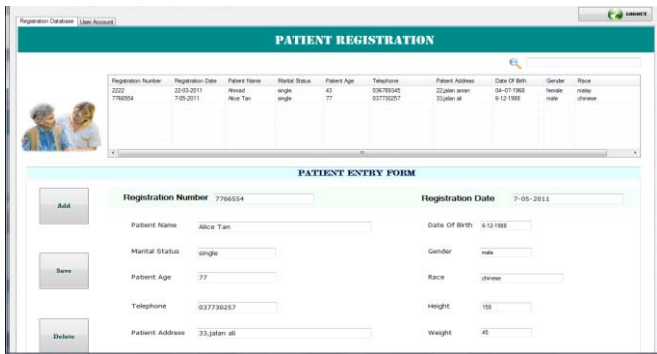 LOGOUT
Registration Database User Account
PATIENT REGISTRATION
Registration Number Registration Date Patient Name Marital Status Patient Age Telephone Patient Address Date Of Birth Gender Race
2222 22-03-2011 Ahmad single 43 036789345 22,jalan aman 04-07-1968 female malay
7766554 7-05-2011 Alice Tan single 77 037730257 33,jalan ali 6-12-1988 male chinese
PATIENT ENTRY FORM
Add
Registration Number 7766554 Registration Date 7-05-2011
Patient Name Alice Tan Date Of Birth 6-12-1988
Marital Status single Gender male
Save
Patient Age 77 Race chinese
Telephone 037730257 Height 150
Delete
Patient Address 33,jalan ali Weight 45